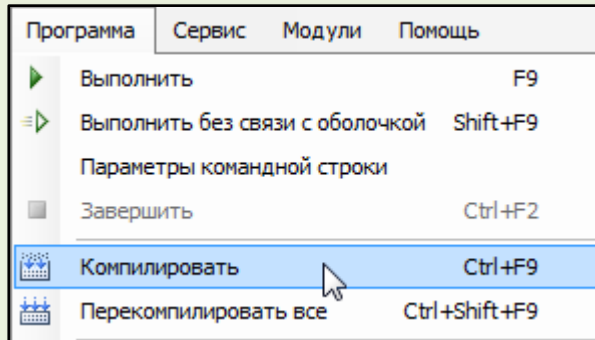 Программа Сервис Модули Помощь
Выполнить F9
Выполнить без связи с оболочкой Shift+F9
Параметры командной строки
Завершить Ctrl+F2
Компилировать Ctrl+F9
Перекомпилировать все Ctrl+Shift+F9